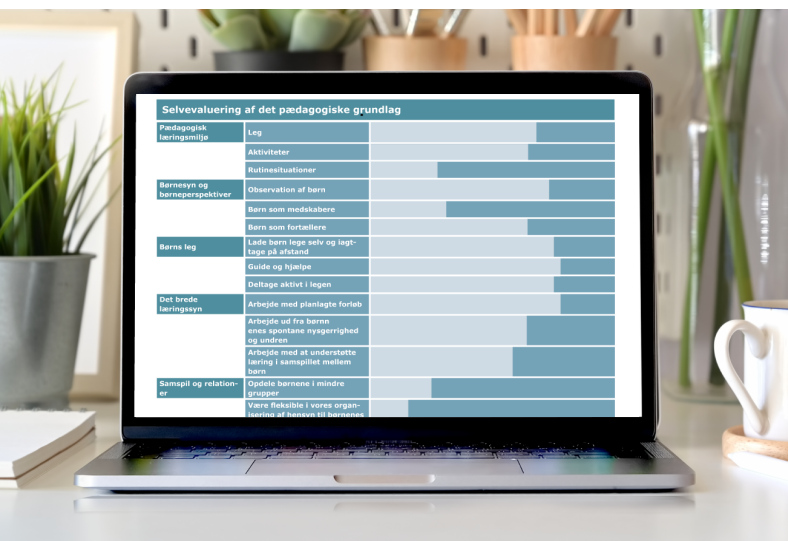 Selvevaluering af det pædagogiske grundlag
Pædagogisk
læringsmiljø
Leg
Aktiviteter
Rutinesituationer
Børnesyn og
børneperspektiver
Observation af børn
Børn som medskabere
Børn som fortællere
Børns leg
Lade børn lege selv og iagt-
tage på afstand
Guide og hjælpe
Deltage aktivt i legen
Det brede
læringssyn
Arbejde med planlagte forløb
Arbejde ud fra børnn
enes spontane nysgerrighed
og undren
Arbejde med at understøtte
læring i samspillet mellem
børn
Samspil og relation-
er
Opdele børnene i mindre
grupper
Være fleksible i vores organ-
isering af hensyn til børnenes